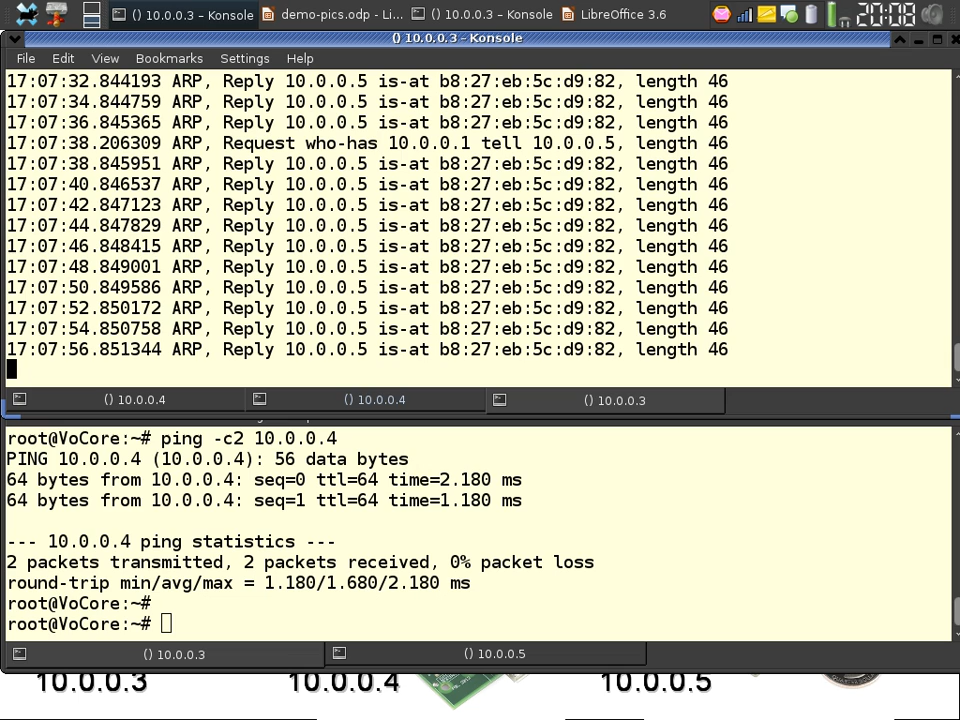 () 10.0.0.3 – Konsole
demo-pics.odp - Li...
() 10.0.0.3 – Konsole
LibreOffice 3.6
20:08
() 10.0.0.3 – Konsole
File Edit View Bookmarks Settings Help
17:07:32.844193 ARP, Reply 10.0.0.5 is-at b8:27:eb:5c:d9:82, length 46
17:07:34.844759 ARP, Reply 10.0.0.5 is-at b8:27:eb:5c:d9:82, length 46
17:07:36.845365 ARP, Reply 10.0.0.5 is-at b8:27:eb:5c:d9:82, length 46
17:07:38.206309 ARP, Request who-has 10.0.0.1 tell 10.0.0.5, length 46
17:07:38.845951 ARP, Reply 10.0.0.5 is-at b8:27:eb:5c:d9:82, length 46
17:07:40.846537 ARP, Reply 10.0.0.5 is-at b8:27:eb:5c:d9:82, length 46
17:07:42.847123 ARP, Reply 10.0.0.5 is-at b8:27:eb:5c:d9:82, length 46
17:07:44.847829 ARP, Reply 10.0.0.5 is-at b8:27:eb:5c:d9:82, length 46
17:07:46.848415 ARP, Reply 10.0.0.5 is-at b8:27:eb:5c:d9:82, length 46
17:07:48.849001 ARP, Reply 10.0.0.5 is-at b8:27:eb:5c:d9:82, length 46
17:07:50.849586 ARP, Reply 10.0.0.5 is-at b8:27:eb:5c:d9:82, length 46
17:07:52.850172 ARP, Reply 10.0.0.5 is-at b8:27:eb:5c:d9:82, length 46
17:07:54.850758 ARP, Reply 10.0.0.5 is-at b8:27:eb:5c:d9:82, length 46
17:07:56.851344 ARP, Reply 10.0.0.5 is-at b8:27:eb:5c:d9:82, length 46
() 10.0.0.4
() 10.0.0.4
() 10.0.0.3
root@VoCore:~# ping -c2 10.0.0.4
PING 10.0.0.4 (10.0.0.4): 56 data bytes
64 bytes from 10.0.0.4: seq=0 ttl=64 time=2.180 ms
64 bytes from 10.0.0.4: seq=1 ttl=64 time=1.180 ms
--- 10.0.0.4 ping statistics ---
2 packets transmitted, 2 packets received, 0% packet loss
round-trip min/avg/max = 1.180/1.680/2.180 ms
root@VoCore:~#
root@VoCore:~#
() 10.0.0.3
() 10.0.0.5
10.0.0.3
10.0.0.4
10.0.0.5